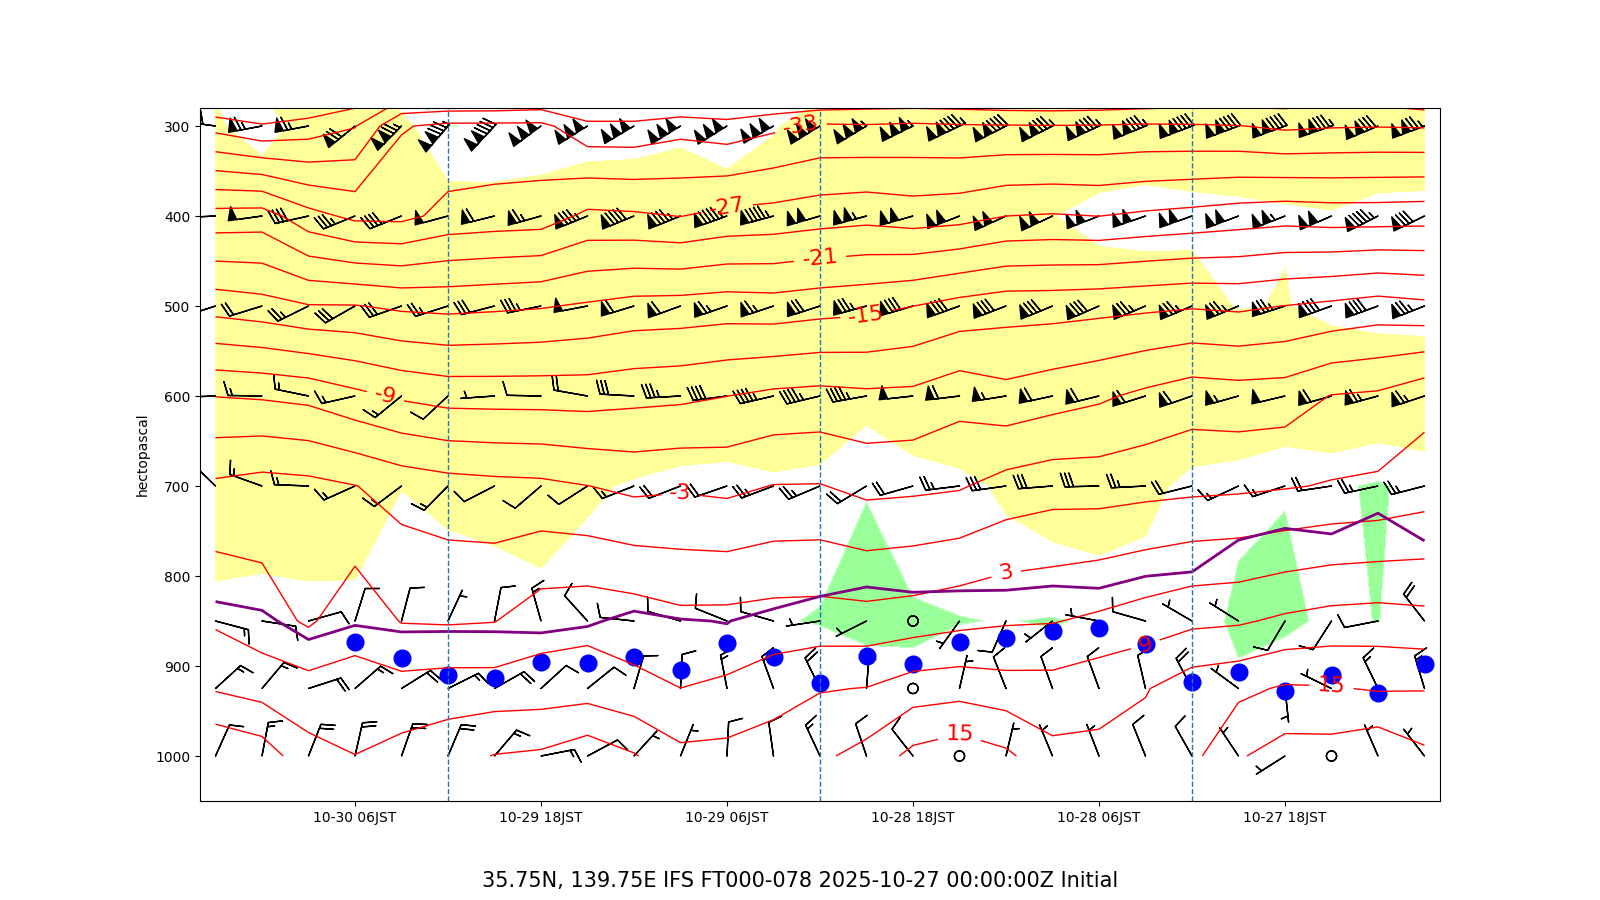 300
400
500
600
700
800
900
1000
hectopascal
-33
-27
-21
-15
-9
-3
3
9
15
15
10-30 06JST
10-29 18JST
10-29 06JST
10-28 18JST
10-28 06JST
10-27 18JST
35.75N, 139.75E IFS FT000-078 2025-10-27 00:00:00Z Initial